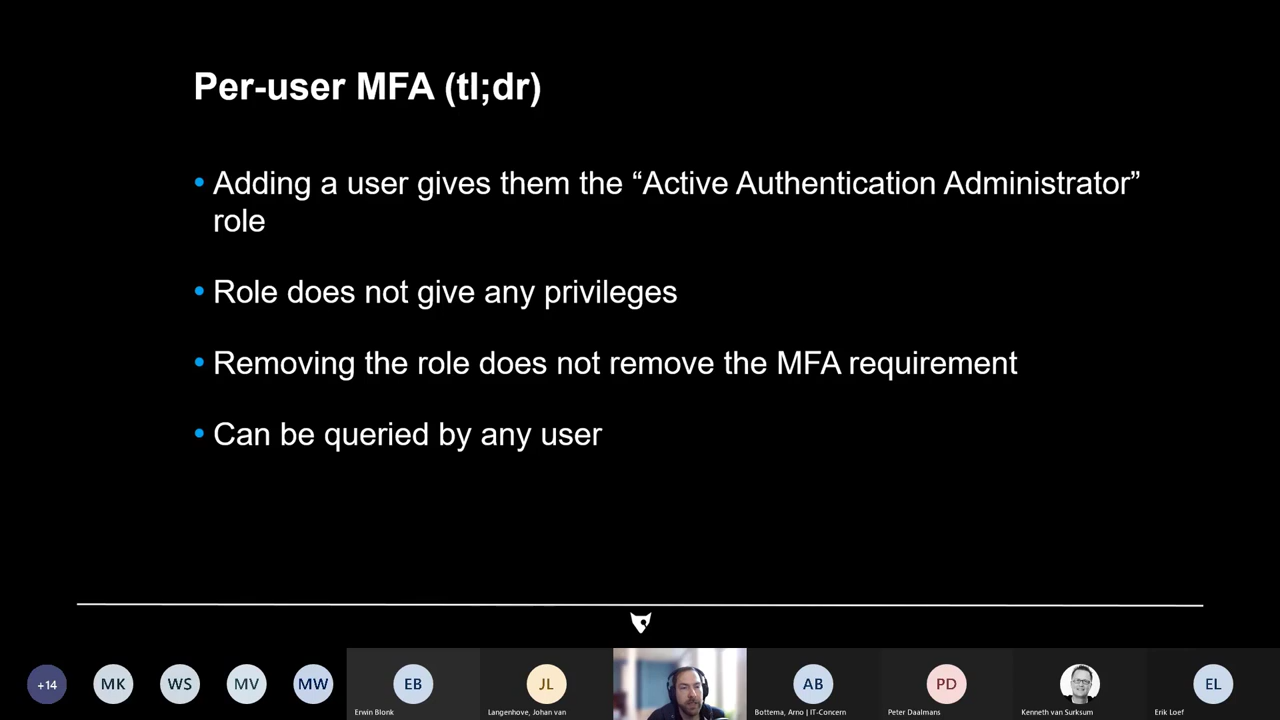 Per-user MFA (tl;dr)
• Adding a user gives them the “Active Authentication Administrator”
role
• Role does not give any privileges
• Removing the role does not remove the MFA requirement
• Can be queried by any user
+14
MK
WS
MV
MW
EB
JL
AB
PD
EL
Erwin Blonk
Langenhove, Johan van
Bottema, Arno | IT-Concern
Peter Daalmans
Kenneth van Surksum
Erik Loef